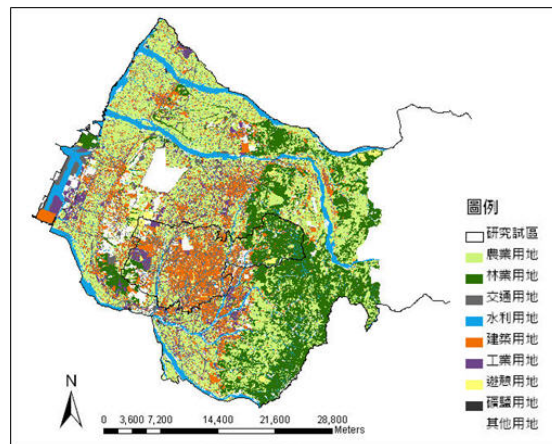 圖例
研究試區
農業用地
林業用地
交通用地
水利用地
建築用地
工業用地
遊憩用地
礦鹽用地
其他用地
N
0 3,600 7,200 14,400 21,600 28,800
Meters